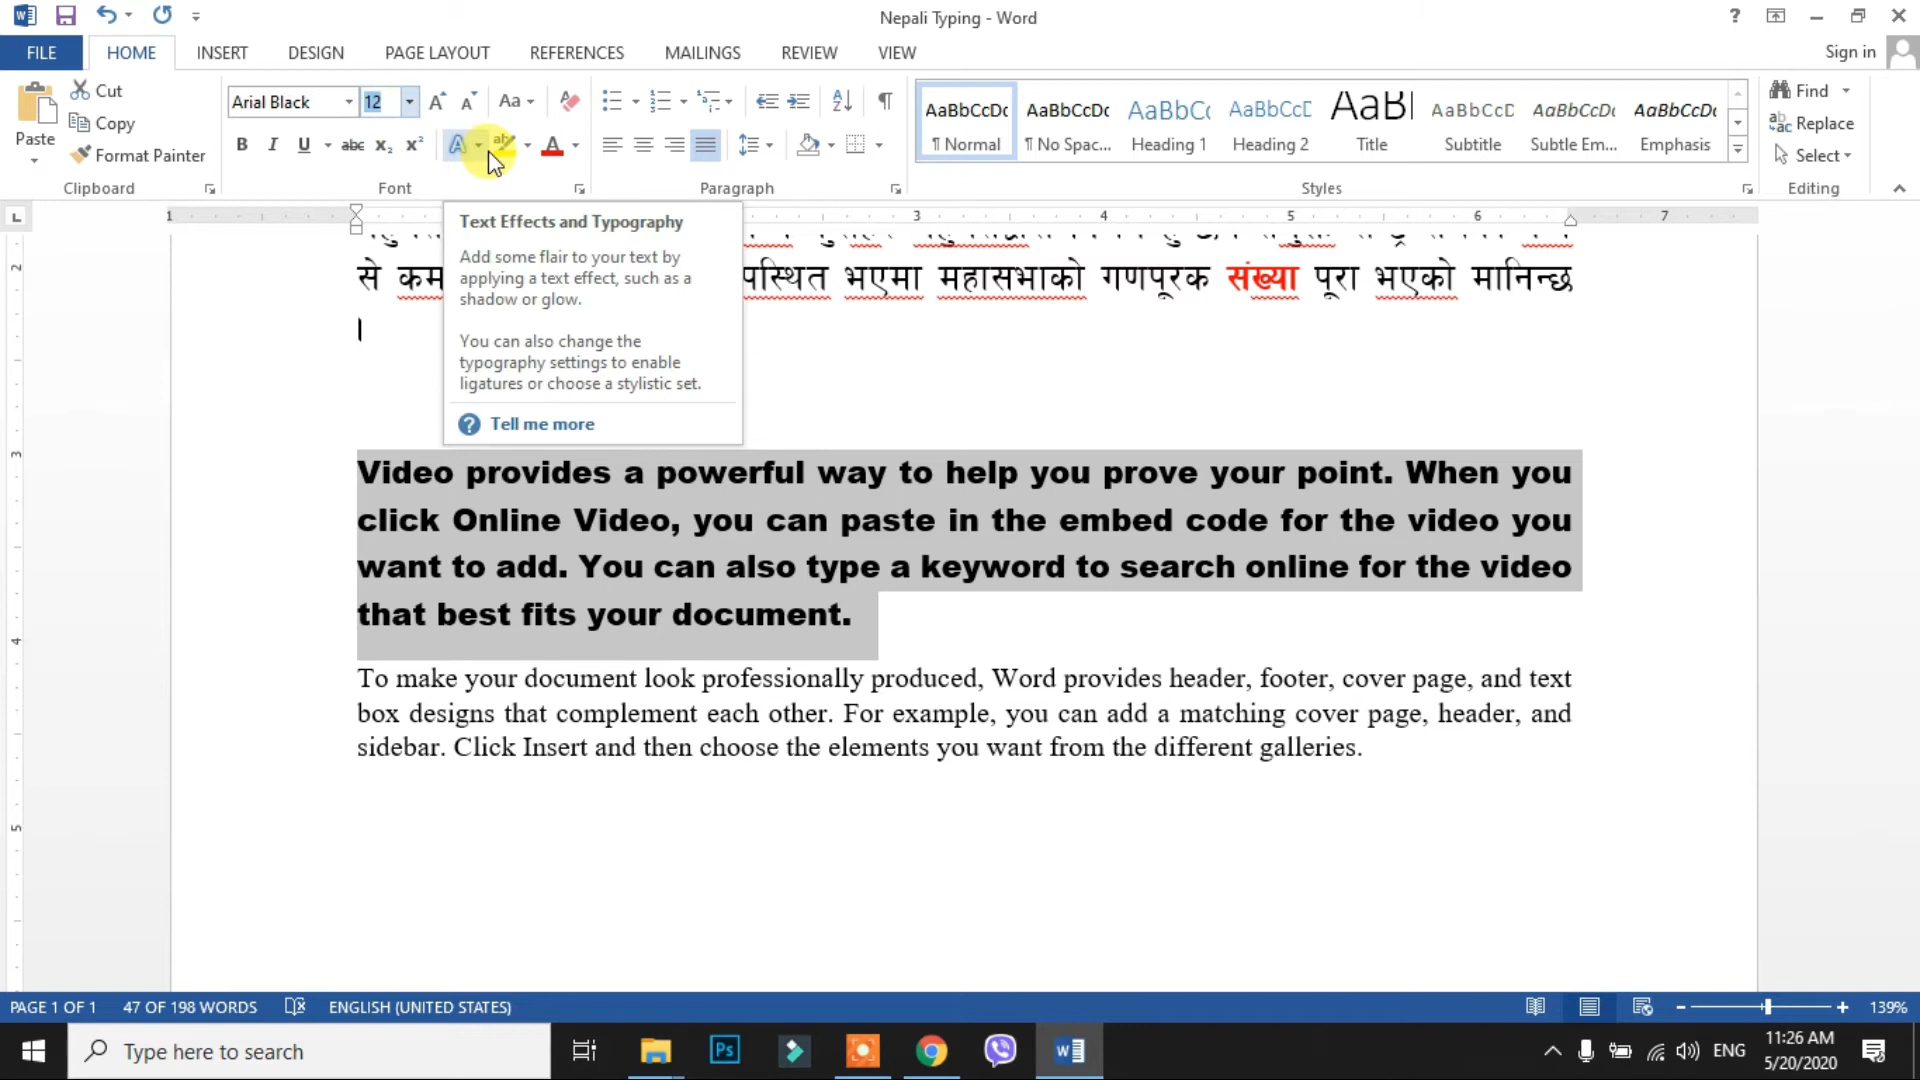 Nepali Typing - Word
FILE
HOME
INSERT
DESIGN
PAGE LAYOUT
REFERENCES
MAILINGS
REVIEW
VIEW
Sign in
Paste
Cut
Copy
Format Painter
Clipboard
Arial Black
12
Font
Paragraph
AaBbCcDc
¶ Normal
AaBbCcDc
¶ No Spac...
AaBbCc
Heading 1
AaBbCcD
Heading 2
AaBl
Title
AaBbCcD
Subtitle
AaBbCcDc
Subtle Em...
AaBbCcDc
Emphasis
Styles
Find
Replace
Select
Editing
1 3 4 5 6 7
Text Effects and Typography
Add some flair to your text by
applying a text effect, such as a
shadow or glow.
You can also change the
typography settings to enable
ligatures or choose a stylistic set.
Tell me more
से कम पस्थित भएमा महासभाको गणपूरक संख्या पूरा भएको मानिन्छ
।
Video provides a powerful way to help you prove your point. When you
click Online Video, you can paste in the embed code for the video you
want to add. You can also type a keyword to search online for the video
that best fits your document.
To make your document look professionally produced, Word provides header, footer, cover page, and text
box designs that complement each other. For example, you can add a matching cover page, header, and
sidebar. Click Insert and then choose the elements you want from the different galleries.
PAGE 1 OF 1
47 OF 198 WORDS
ENGLISH (UNITED STATES)
139%
Type here to search
Ps
ENG
11:26 AM
5/20/2020